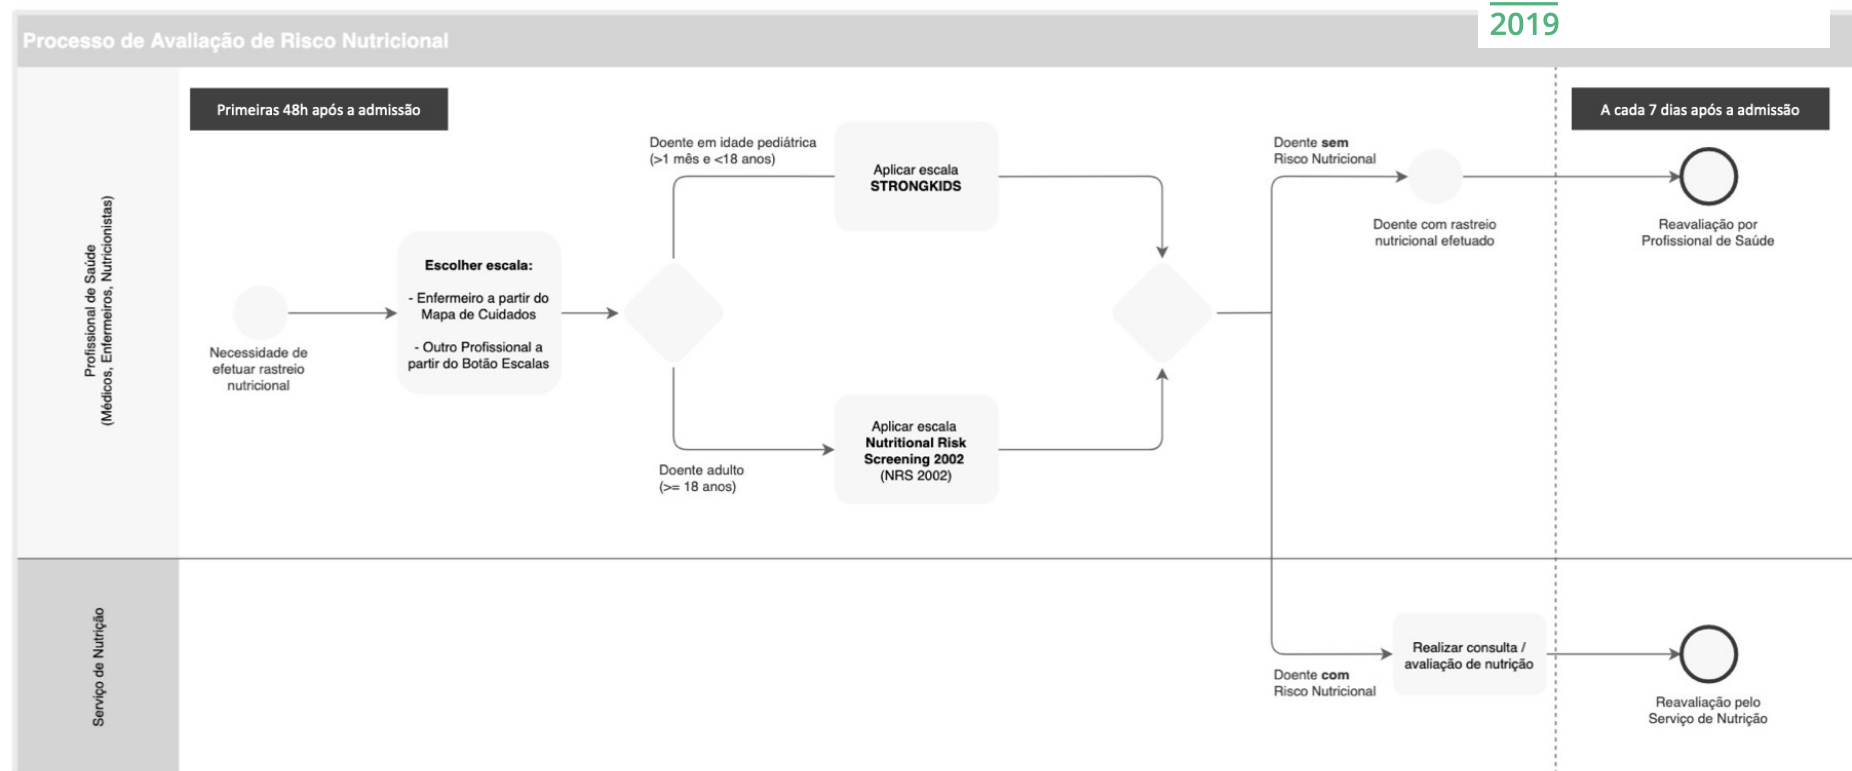 2019
Processo de Avaliação de Risco Nutricional
Primeiras 48h após a admissão
A cada 7 dias após a admissão
Profissional de Saúde
(Médicos, Enfermeiros, Nutricionistas)
Necessidade de
efetuar rastreio
nutricional
Escolher escala:
- Enfermeiro a partir do
Mapa de Cuidados
- Outro Profissional a
partir do Botão Escalas
Doente em idade pediátrica
(>1 mês e <18 anos)
Aplicar escala
STRONGKIDS
Doente adulto
(>= 18 anos)
Aplicar escala
Nutritional Risk
Screening 2002
(NRS 2002)
Doente sem
Risco Nutricional
Doente com rastreio
nutricional efetuado
Reavaliação por
Profissional de Saúde
Serviço de Nutrição
Doente com
Risco Nutricional
Realizar consulta /
avaliação de nutrição
Reavaliação pelo
Serviço de Nutrição